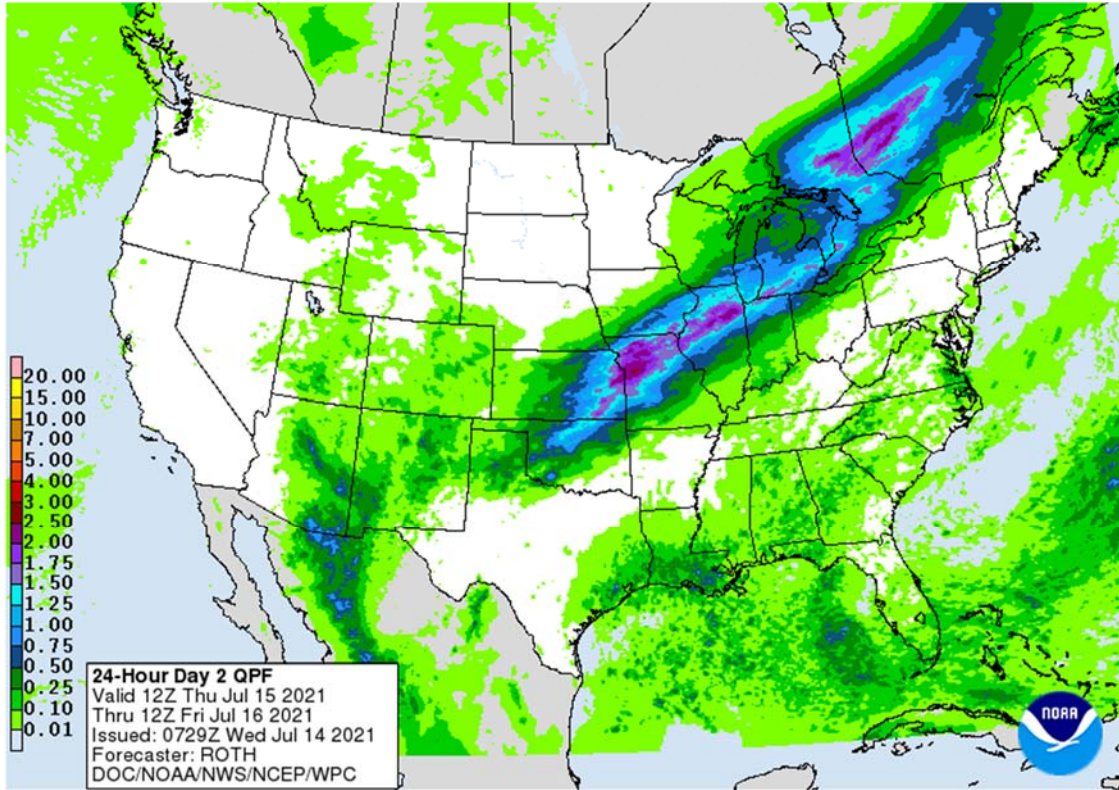 20.00
15.00
10.00
7.00
5.00
4.00
3.00
2.50
2.00
1.75
1.50
1.25
1.00
0.75
0.50
0.25
0.10
0.01
24-Hour Day 2 QPF
Valid 12Z Thu Jul 15 2021
Thru 12Z Fri Jul 16 2021
Issued: 0729Z Wed Jul 14 2021
Forecaster: ROTH
DOC/NOAA/NWS/NCEP/WPC
NOAA